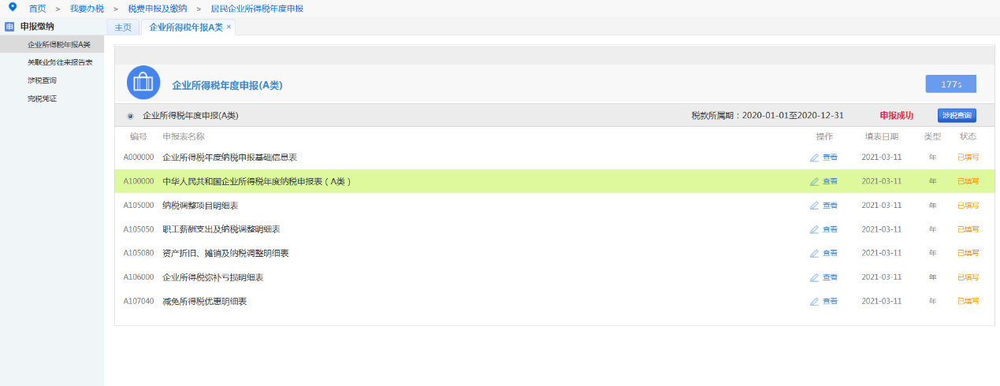 首页 > 我要办税 > 税费申报及缴纳 > 居民企业所得税年度申报
申 申报缴纳
主页 企业所得税年报A类 ×
企业所得税年报A类
关联业务往来报告表
涉税查询
完税凭证
企业所得税年度申报(A类) 177s
企业所得税年度申报(A类) 税款所属期：2020-01-01至2020-12-31 申报成功 涉税查询
编号 申报表名称 操作 填表日期 类型 状态
A000000 企业所得税年度纳税申报基础信息表 查看 2021-03-11 年 已填写
A100000 中华人民共和国企业所得税年度纳税申报表（A类） 查看 2021-03-11 年 已填写
A105000 纳税调整项目明细表 查看 2021-03-11 年 已填写
A105050 职工薪酬支出及纳税调整明细表 查看 2021-03-11 年 已填写
A105080 资产折旧、摊销及纳税调整明细表 查看 2021-03-11 年 已填写
A106000 企业所得税弥补亏损明细表 查看 2021-03-11 年 已填写
A107040 减免所得税优惠明细表 查看 2021-03-11 年 已填写